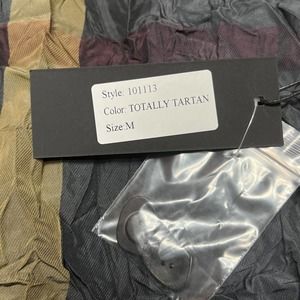 Style: 101113
Color: TOTALLY TARTAN
Size:M